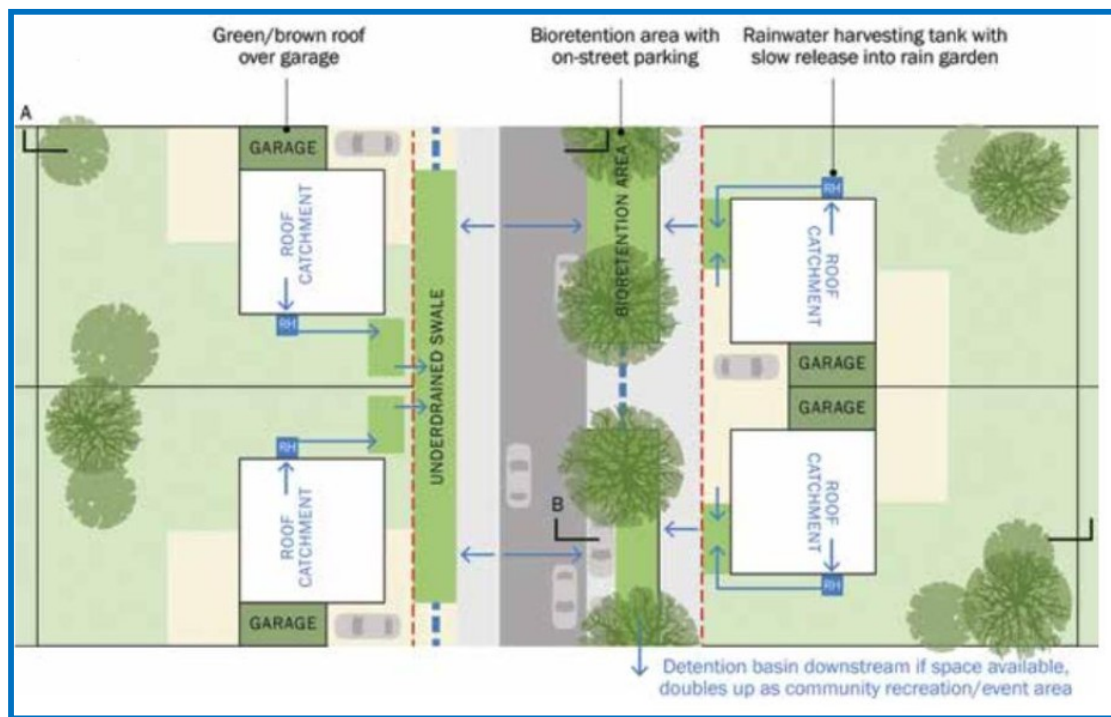 Green/brown roof
over garage
Bioretention area with
on-street parking
Rainwater harvesting tank with
slow release into rain garden
A
GARAGE
ROOF
CATCHMENT
RH
UNDERDRAINED SWALE
BIORETENTION AREA
RH
ROOF
CATCHMENT
GARAGE
GARAGE
RH
ROOF
CATCHMENT
GARAGE
B
ROOF
CATCHMENT
RH
Detention basin downstream if space available,
doubles up as community recreation/event area